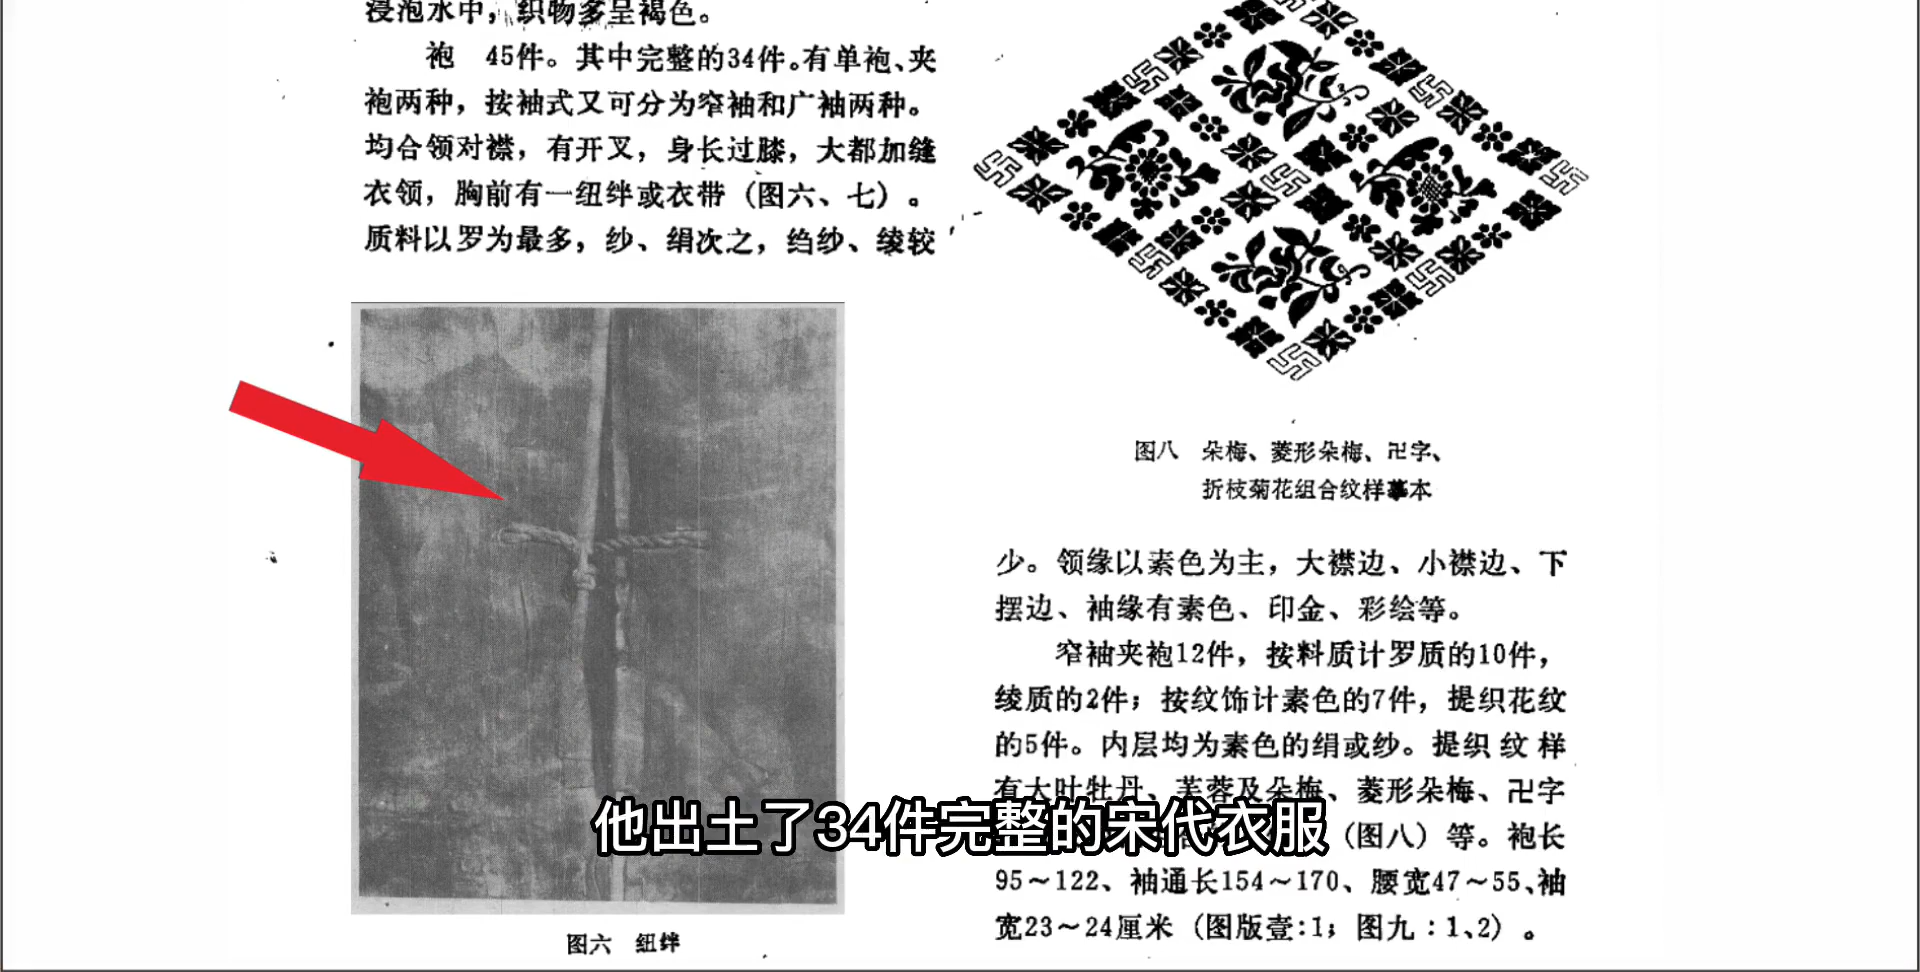 浸泡水中，织物多呈褐色。
袍　45件。其中完整的34件。有单袍、夹
袍两种，按袖式又可分为窄袖和广袖两种。
均合领对襟，有开叉，身长过膝，大都加缝
衣领，胸前有一纽绊或衣带（图六、七）。
质料以罗为最多，纱、绢次之，绉纱、绫较
图六　纽绊
图八　朵梅、菱形朵梅、卍字、
折枝菊花组合纹样摹本
少。领缘以素色为主，大襟边、小襟边、下
摆边、袖缘有素色、印金、彩绘等。
窄袖夹袍12件，按料质计罗质的10件，
绫质的2件；按纹饰计素色的7件，提织花纹
的5件。内层均为素色的绢或纱。提织纹样
有大叶牡丹、芙蓉及朵梅、菱形朵梅、卍字
（图八）等。袍长
95～122、袖通长154～170、腰宽47～55、袖
宽23～24厘米（图版壹:1；图九：1、2）。
他出土了34件完整的宋代衣服